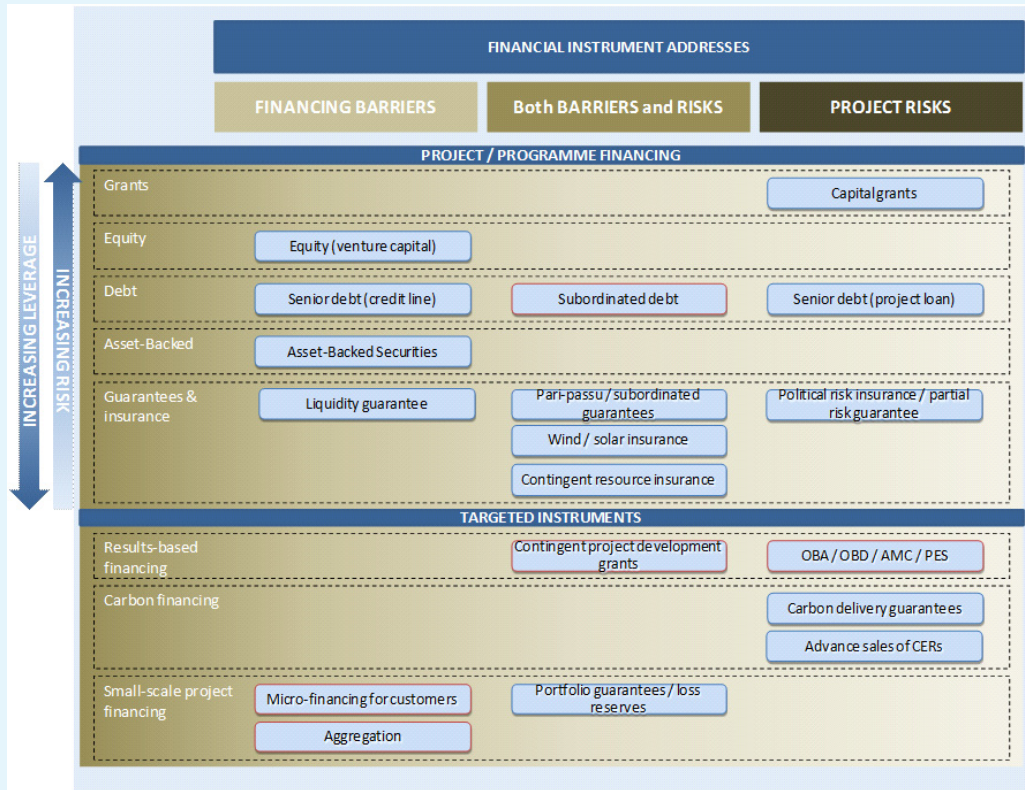 FINANCIAL INSTRUMENT ADDRESSES
FINANCING BARRIERS
Both BARRIERS and RISKS
PROJECT RISKS
PROJECT / PROGRAMME FINANCING
INCREASING LEVERAGE
INCREASING RISK
Grants
Capital grants
Equity
Equity (venture capital)
Debt
Senior debt (credit line)
Subordinated debt
Senior debt (project loan)
Asset-Backed
Asset-Backed Securities
Guarantees &
insurance
Liquidity guarantee
Pari-passu / subordinated
guarantees
Political risk insurance / partial
risk guarantee
Wind / solar insurance
Contingent resource insurance
TARGETED INSTRUMENTS
Results-based
financing
Contingent project development
grants
OBA / OBD / AMC / PES
Carbon financing
Carbon delivery guarantees
Advance sales of CERs
Small-scale project
financing
Micro-financing for customers
Portfolio guarantees / loss
reserves
Aggregation